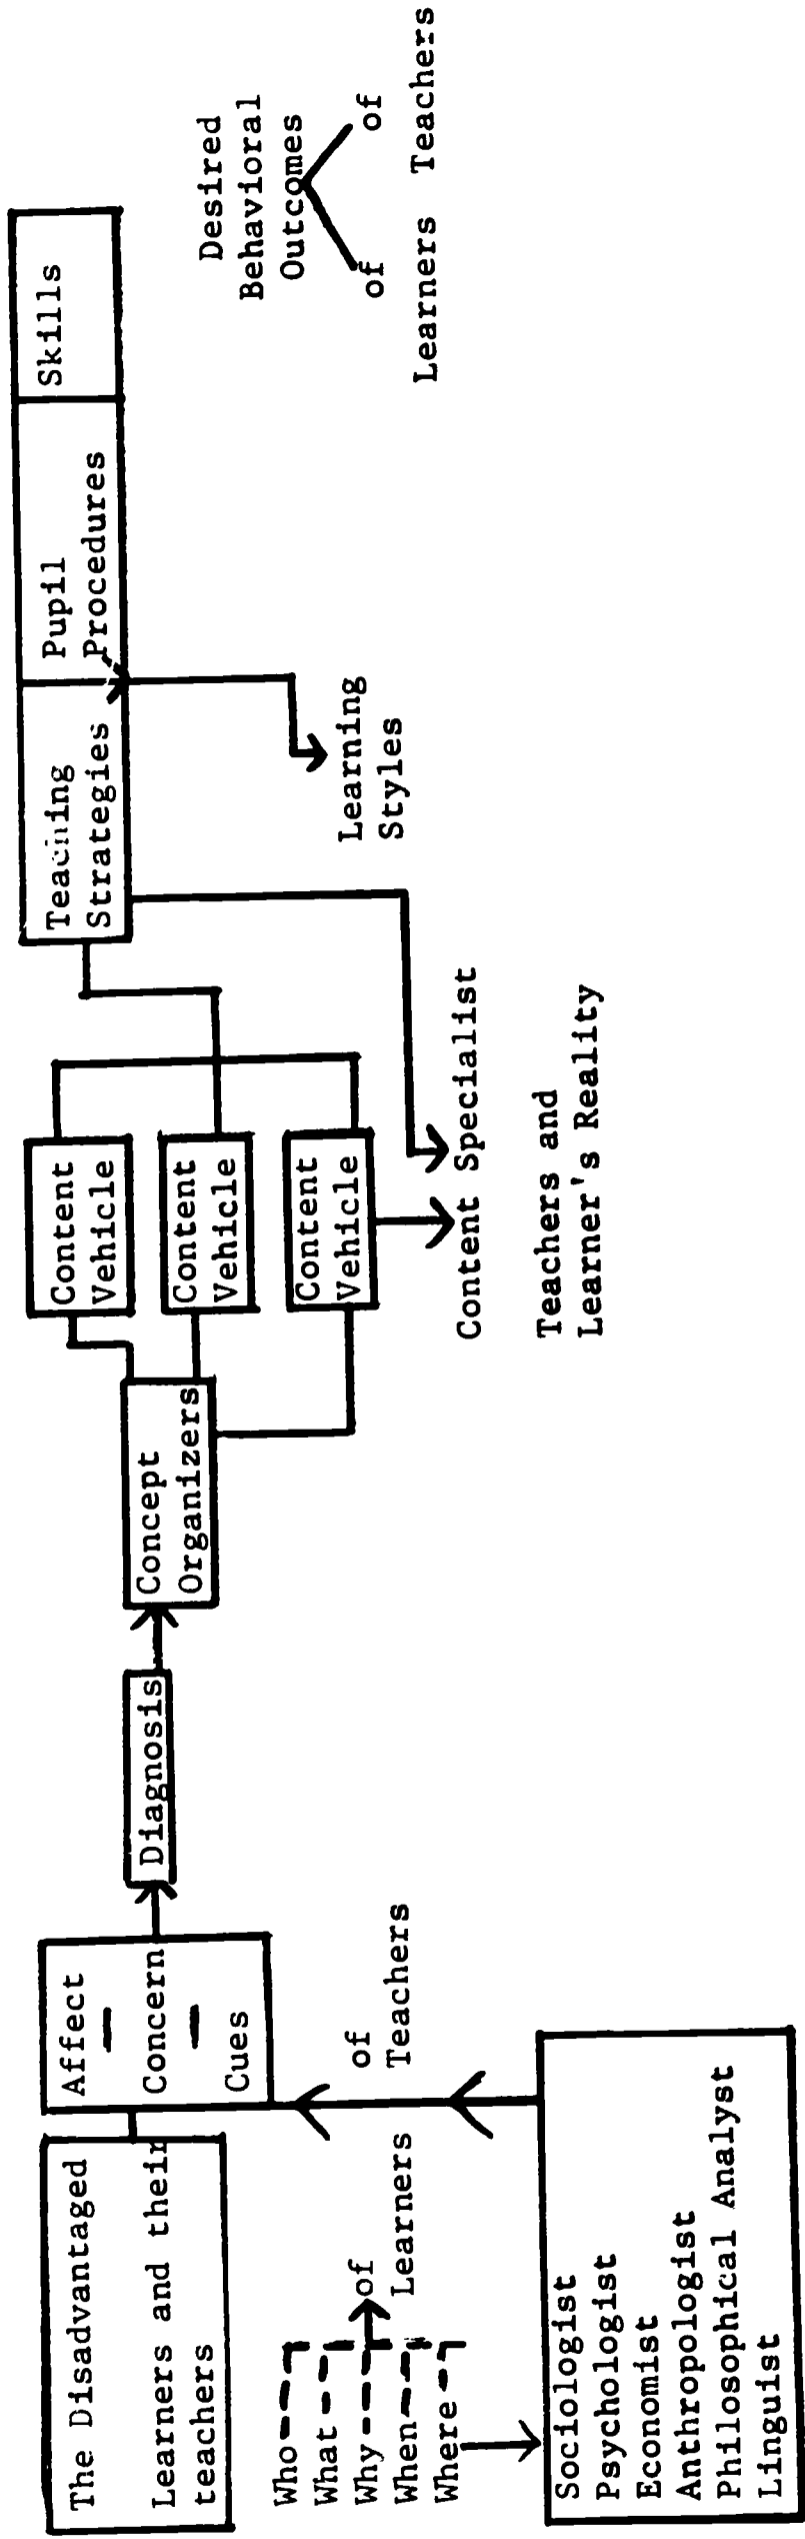 The Disadvantaged
Learners and their
teachers
Affect
Concern
Cues
Diagnosis
Concept
Organizers
Content
Vehicle
Content
Vehicle
Content
Vehicle
Teaching
Strategies
Pupil
Procedures
Skills
Who
What
Why
When
Where
of
Learners
of
Teachers
Sociologist
Psychologist
Economist
Anthropologist
Philosophical Analyst
Linguist
Content Specialist
Teachers and
Learner's Reality
Learning
Styles
Desired
Behavioral
Outcomes
of of
Learners Teachers